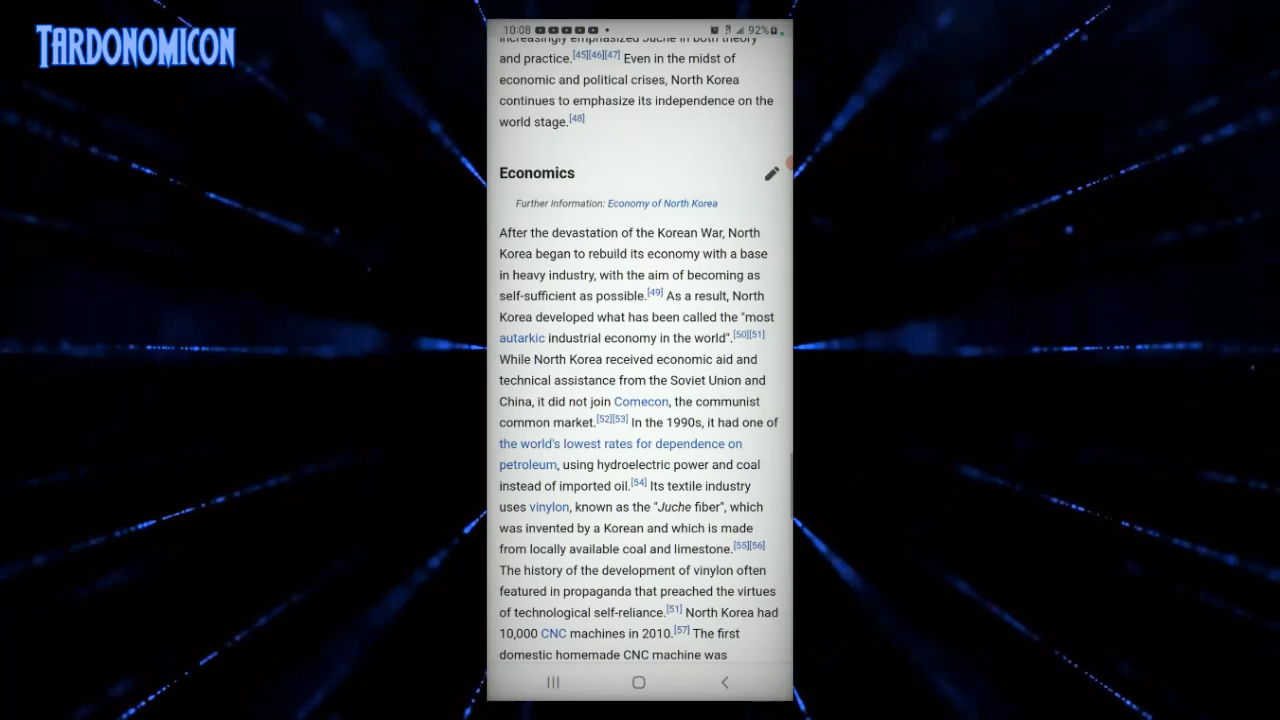 TARDONOMICON
10:08
92%
increasingly emphasized Juche in both theory
and practice.[45][46][47] Even in the midst of
economic and political crises, North Korea
continues to emphasize its independence on the
world stage.[48]
Economics
Further information: Economy of North Korea
After the devastation of the Korean War, North
Korea began to rebuild its economy with a base
in heavy industry, with the aim of becoming as
self-sufficient as possible.[49] As a result, North
Korea developed what has been called the "most
autarkic industrial economy in the world".[50][51]
While North Korea received economic aid and
technical assistance from the Soviet Union and
China, it did not join Comecon, the communist
common market.[52][53] In the 1990s, it had one of
the world's lowest rates for dependence on
petroleum, using hydroelectric power and coal
instead of imported oil.[54] Its textile industry
uses vinylon, known as the "Juche fiber", which
was invented by a Korean and which is made
from locally available coal and limestone.[55][56]
The history of the development of vinylon often
featured in propaganda that preached the virtues
of technological self-reliance.[51] North Korea had
10,000 CNC machines in 2010.[57] The first
domestic homemade CNC machine was